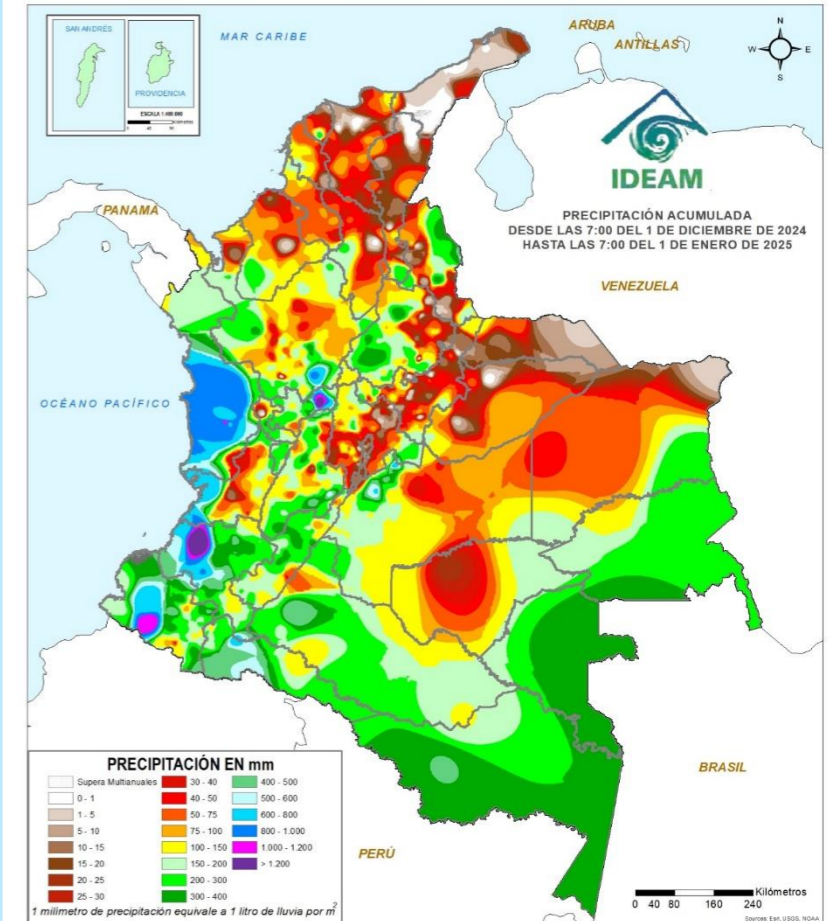 SAN ANDRÉS
PROVIDENCIA
MAR CARIBE
ARUBA
ANTILLAS
N
W E
S
IDEAM
PRECIPITACIÓN ACUMULADA
DESDE LAS 7:00 DEL 1 DE DICIEMBRE DE 2024
HASTA LAS 7:00 DEL 1 DE ENERO DE 2025
PANAMÁ
VENEZUELA
OCÉANO PACÍFICO
BRASIL
PERÚ
PRECIPITACIÓN EN mm
Supera Multianuales 30 - 40 400 - 500
0 - 1 40 - 50 500 - 600
1 - 5 50 - 75 600 - 800
5 - 10 75 - 100 800 - 1.000
10 - 15 100 - 150 1.000 - 1.200
15 - 20 150 - 200 > 1.200
20 - 25 200 - 300
25 - 30 300 - 400
1 milímetro de precipitación equivale a 1 litro de lluvia por m²
Kilómetros
0 40 80 160 240
Sources: Esri, USGS, NOAA